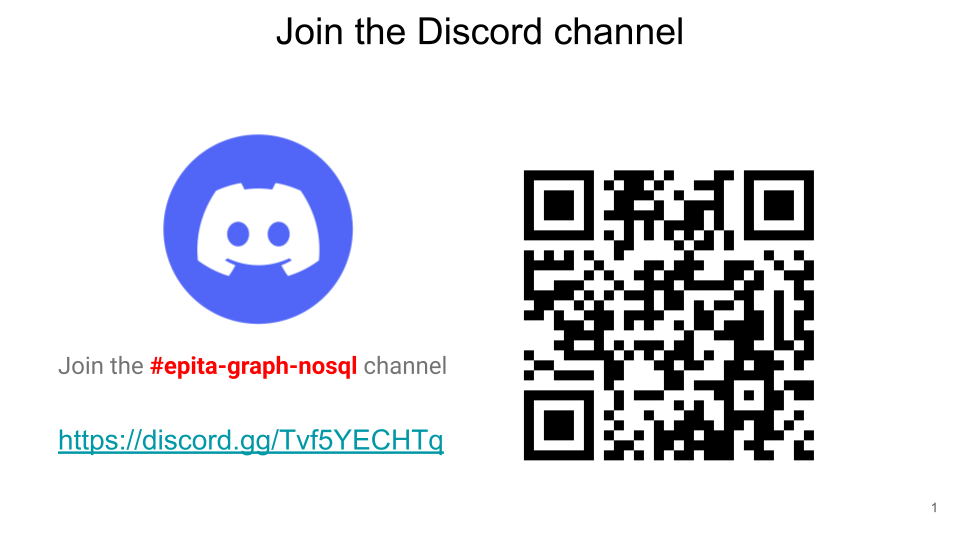 Join the Discord channel
Join the #epita-graph-nosql channel
https://discord.gg/Tvf5YECHTq
1